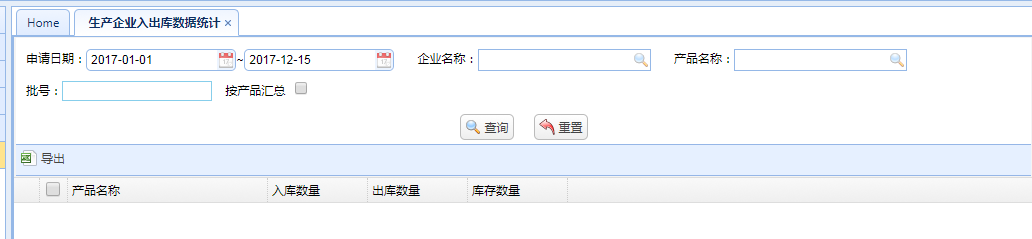 Home 生产企业入出库数据统计 ×
申请日期： 2017-01-01 ~ 2017-12-15 企业名称： 产品名称：
批号： 按产品汇总
查询 重置
导出
产品名称 入库数量 出库数量 库存数量